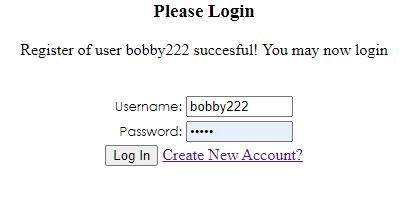 Please Login
Register of user bobby222 succesful! You may now login
Username: bobby222
Password: •••••
Log In Create New Account?